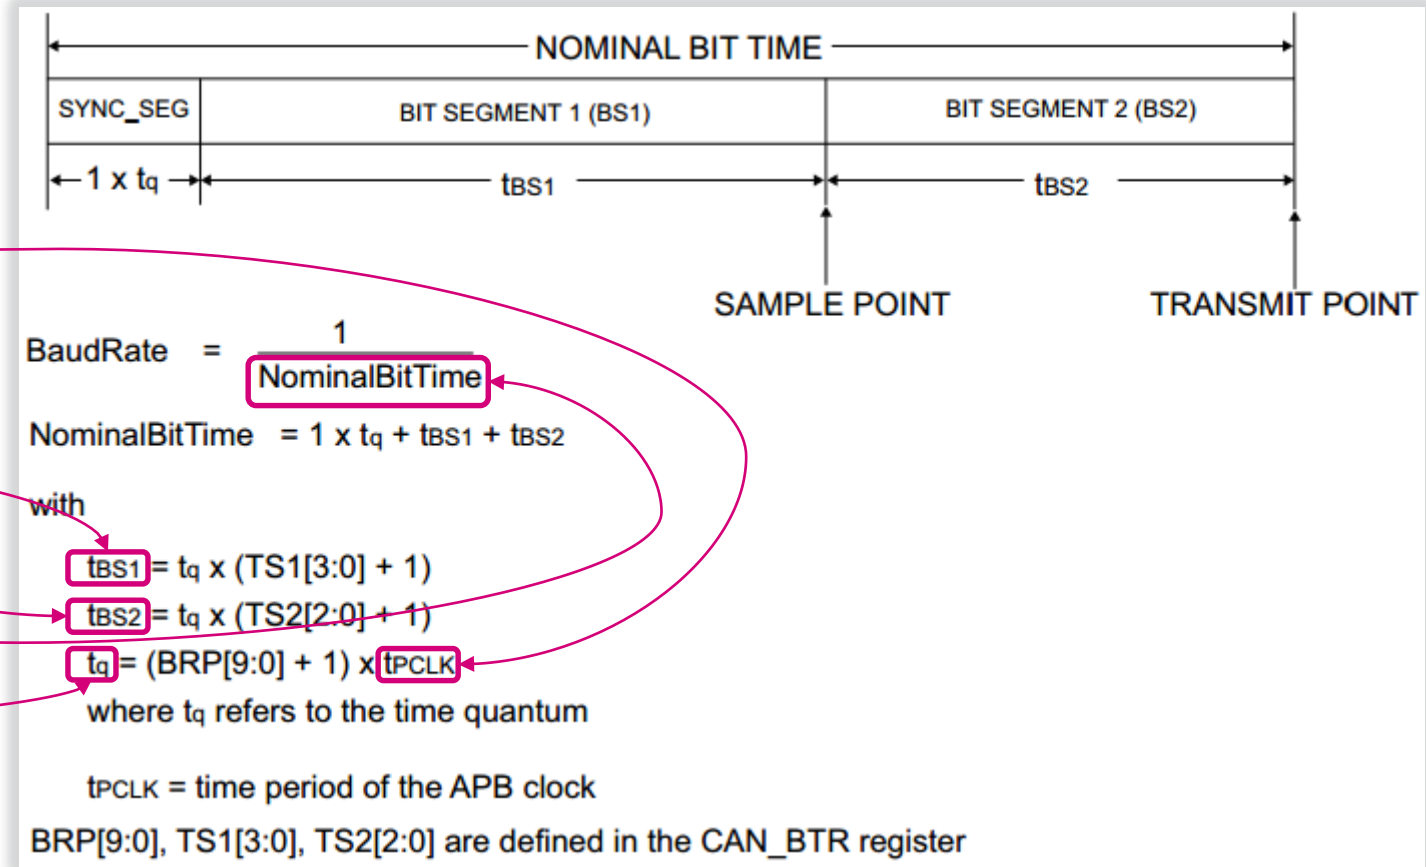 NOMINAL BIT TIME
SYNC_SEG BIT SEGMENT 1 (BS1) BIT SEGMENT 2 (BS2)
1 x tq tBS1 tBS2
SAMPLE POINT TRANSMIT POINT
BaudRate = 1
NominalBitTime
NominalBitTime = 1 x tq + tBS1 + tBS2
with
tBS1 = tq x (TS1[3:0] + 1)
tBS2 = tq x (TS2[2:0] + 1)
tq = (BRP[9:0] + 1) x tPCLK
where tq refers to the time quantum
tPCLK = time period of the APB clock
BRP[9:0], TS1[3:0], TS2[2:0] are defined in the CAN_BTR register